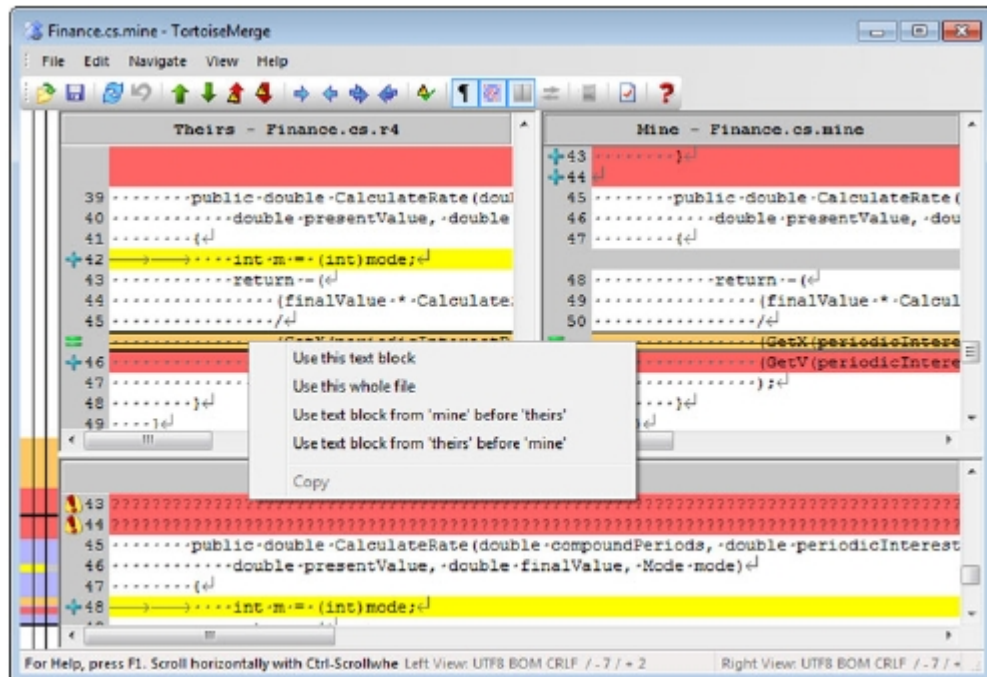 Finance.cs.mine - TortoiseMerge
File Edit Navigate View Help
Theirs - Finance.cs.r4
39 ········public·double·CalculateRate(doul
40 ············double·presentValue,·double
41 ········{↵
42 ──→──→····int·m·=·(int)mode;↵
43 ············return·=(↵
44 ················(finalValue·*·Calculate
45 ················/↵
46
47
48 ········}↵
49 ····}↵
Mine - Finance.cs.mine
43 ········}↵
44 ↵
45 ········public·double·CalculateRate(
46 ············double·presentValue,·dou
47 ········{↵
48 ············return·=(↵
49 ················(finalValue·*·Calcul
50 ················/↵
(GetX(periodicIntere
(GetV(periodicIntere
);↵
}↵
Use this text block
Use this whole file
Use text block from 'mine' before 'theirs'
Use text block from 'theirs' before 'mine'
Copy
43 ????????????????????????????????????????????????????????????????????????????????
44 ????????????????????????????????????????????????????????????????????????????????
45 ········public·double·CalculateRate(double·compoundPeriods,·double·periodicInterest
46 ············double·presentValue,·double·finalValue,·Mode·mode)↵
47 ········{↵
48 ──→──→····int·m·=·(int)mode;↵
For Help, press F1. Scroll horizontally with Ctrl-Scrollwhe Left View: UTF8 BOM CRLF / - 7 / + 2 Right View: UTF8 BOM CRLF / - 7 / +